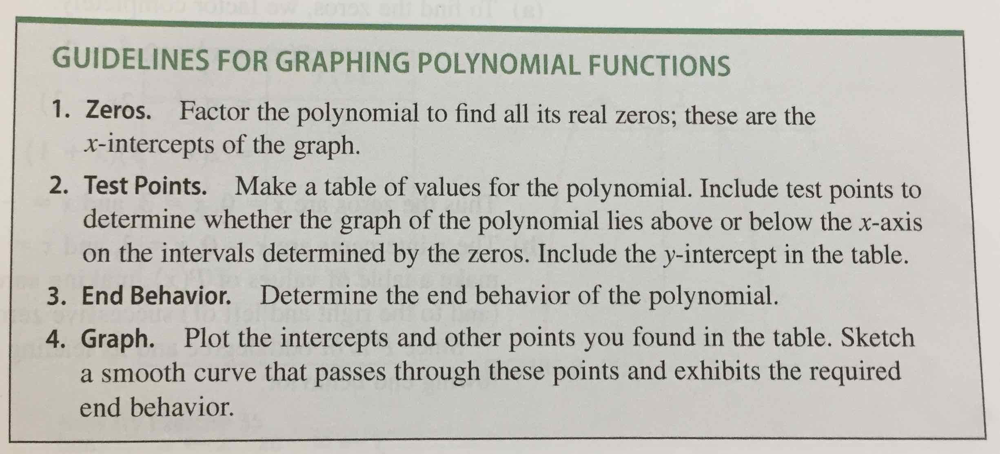 GUIDELINES FOR GRAPHING POLYNOMIAL FUNCTIONS
1. Zeros. Factor the polynomial to find all its real zeros; these are the
x-intercepts of the graph.
2. Test Points. Make a table of values for the polynomial. Include test points to
determine whether the graph of the polynomial lies above or below the x-axis
on the intervals determined by the zeros. Include the y-intercept in the table.
3. End Behavior. Determine the end behavior of the polynomial.
4. Graph. Plot the intercepts and other points you found in the table. Sketch
a smooth curve that passes through these points and exhibits the required
end behavior.